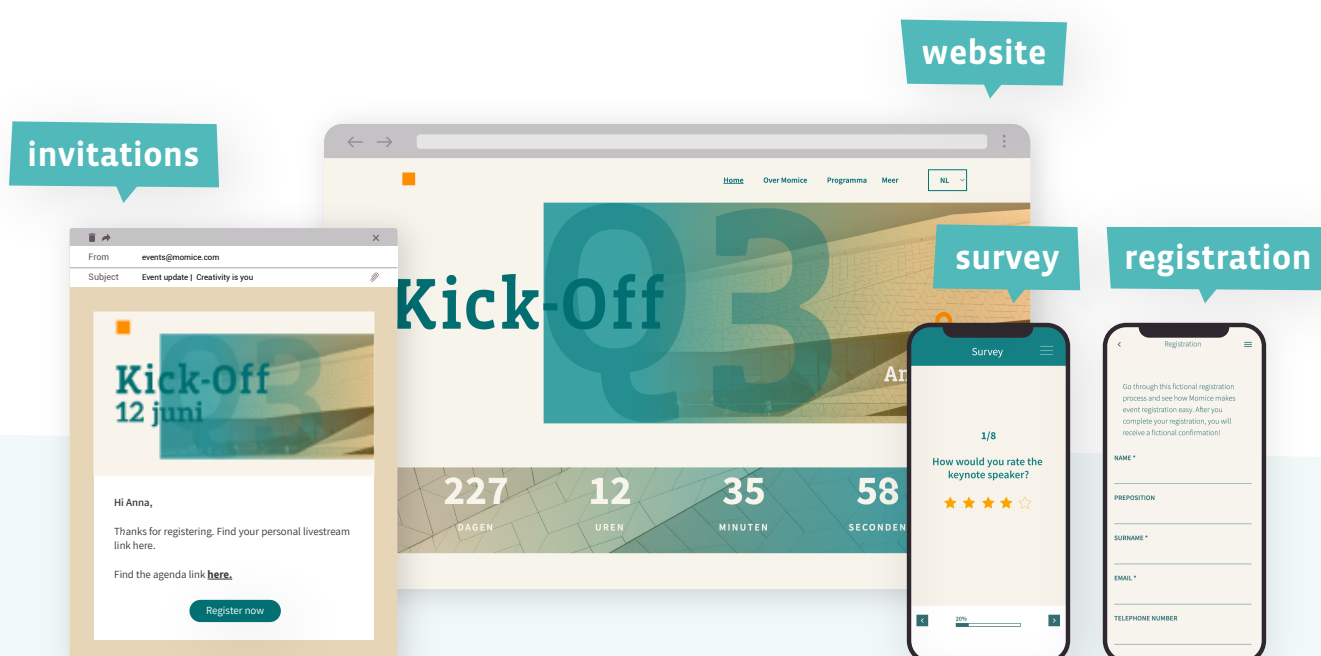 website
invitations
Home Over Momice Programma Meer NL
Q3
Kick-Off
227 12 35 58
DAGEN UREN MINUTEN SECONDEN
From events@momice.com
Subject Event update | Creativity is you
Q3
Kick-Off
12 juni
Hi Anna,
Thanks for registering. Find your personal livestream
link here.
Find the agenda link here.
Register now
survey
Survey
1/8
How would you rate the
keynote speaker?
20%
registration
Registration
Go through this fictional registration
process and see how Momice makes
event registration easy. After you
complete your registration, you will
receive a fictional confirmation!
NAME *
PREPOSITION
SURNAME *
EMAIL *
TELEPHONE NUMBER